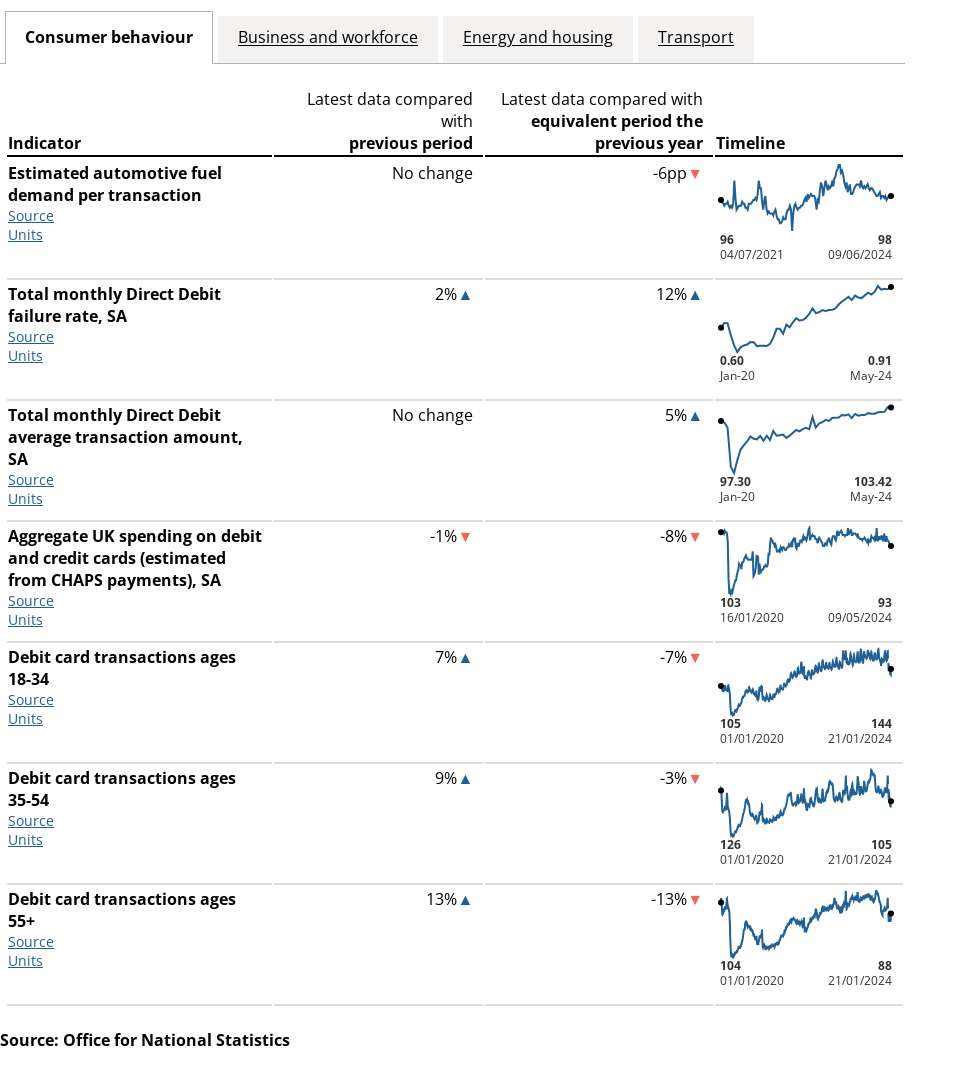 Consumer behaviour Business and workforce Energy and housing Transport
Indicator
Latest data compared
with
previous period
Latest data compared with
equivalent period the
previous year
Timeline
Estimated automotive fuel
demand per transaction
Source
Units
No change
-6pp ▼
96 98
04/07/2021 09/06/2024
Total monthly Direct Debit
failure rate, SA
Source
Units
2% ▲
12% ▲
0.60 0.91
Jan-20 May-24
Total monthly Direct Debit
average transaction amount,
SA
Source
Units
No change
5% ▲
97.30 103.42
Jan-20 May-24
Aggregate UK spending on debit
and credit cards (estimated
from CHAPS payments), SA
Source
Units
-1% ▼
-8% ▼
103 93
16/01/2020 09/05/2024
Debit card transactions ages
18-34
Source
Units
7% ▲
-7% ▼
105 144
01/01/2020 21/01/2024
Debit card transactions ages
35-54
Source
Units
9% ▲
-3% ▼
126 105
01/01/2020 21/01/2024
Debit card transactions ages
55+
Source
Units
13% ▲
-13% ▼
104 88
01/01/2020 21/01/2024
Source: Office for National Statistics